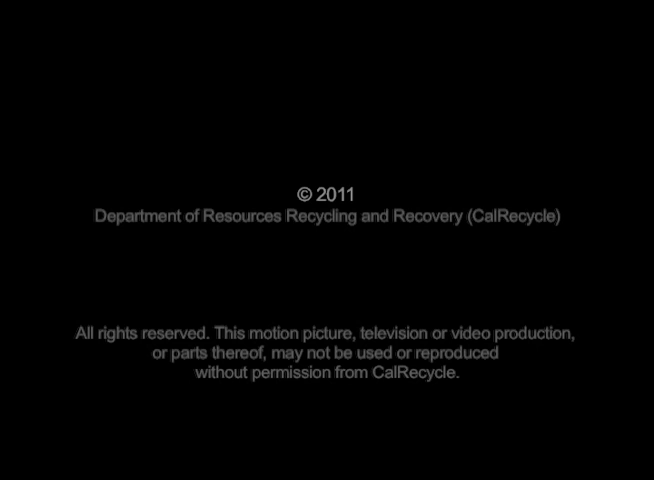 © 2011
Department of Resources Recycling and Recovery (CalRecycle)
All rights reserved. This motion picture, television or video production,
or parts thereof, may not be used or reproduced
without permission from CalRecycle.